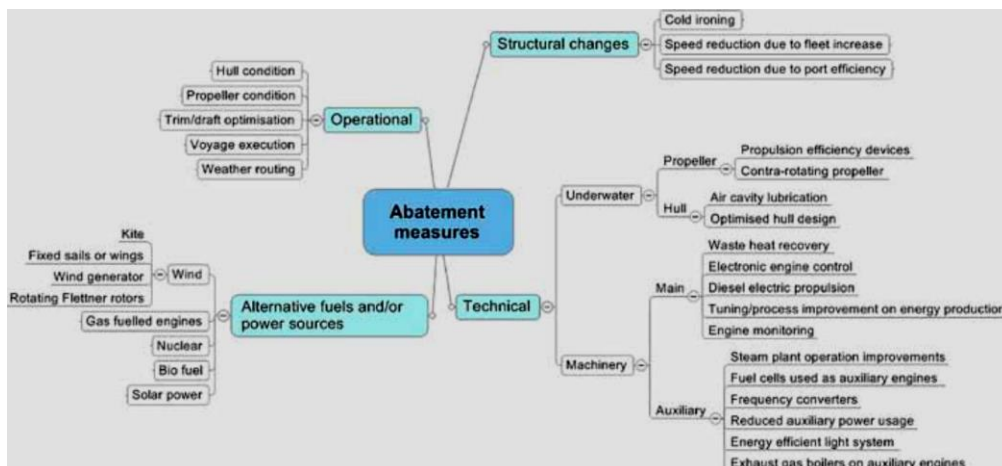 Abatement
measures
Structural changes
Cold ironing
Speed reduction due to fleet increase
Speed reduction due to port efficiency
Operational
Hull condition
Propeller condition
Trim/draft optimisation
Voyage execution
Weather routing
Alternative fuels and/or
power sources
Wind
Kite
Fixed sails or wings
Wind generator
Rotating Flettner rotors
Gas fuelled engines
Nuclear
Bio fuel
Solar power
Technical
Underwater
Propeller
Propulsion efficiency devices
Contra-rotating propeller
Hull
Air cavity lubrication
Optimised hull design
Machinery
Main
Waste heat recovery
Electronic engine control
Diesel electric propulsion
Tuning/process improvement on energy production
Engine monitoring
Auxiliary
Steam plant operation improvements
Fuel cells used as auxiliary engines
Frequency converters
Reduced auxiliary power usage
Energy efficient light system
Exhaust gas boilers on auxiliary engines